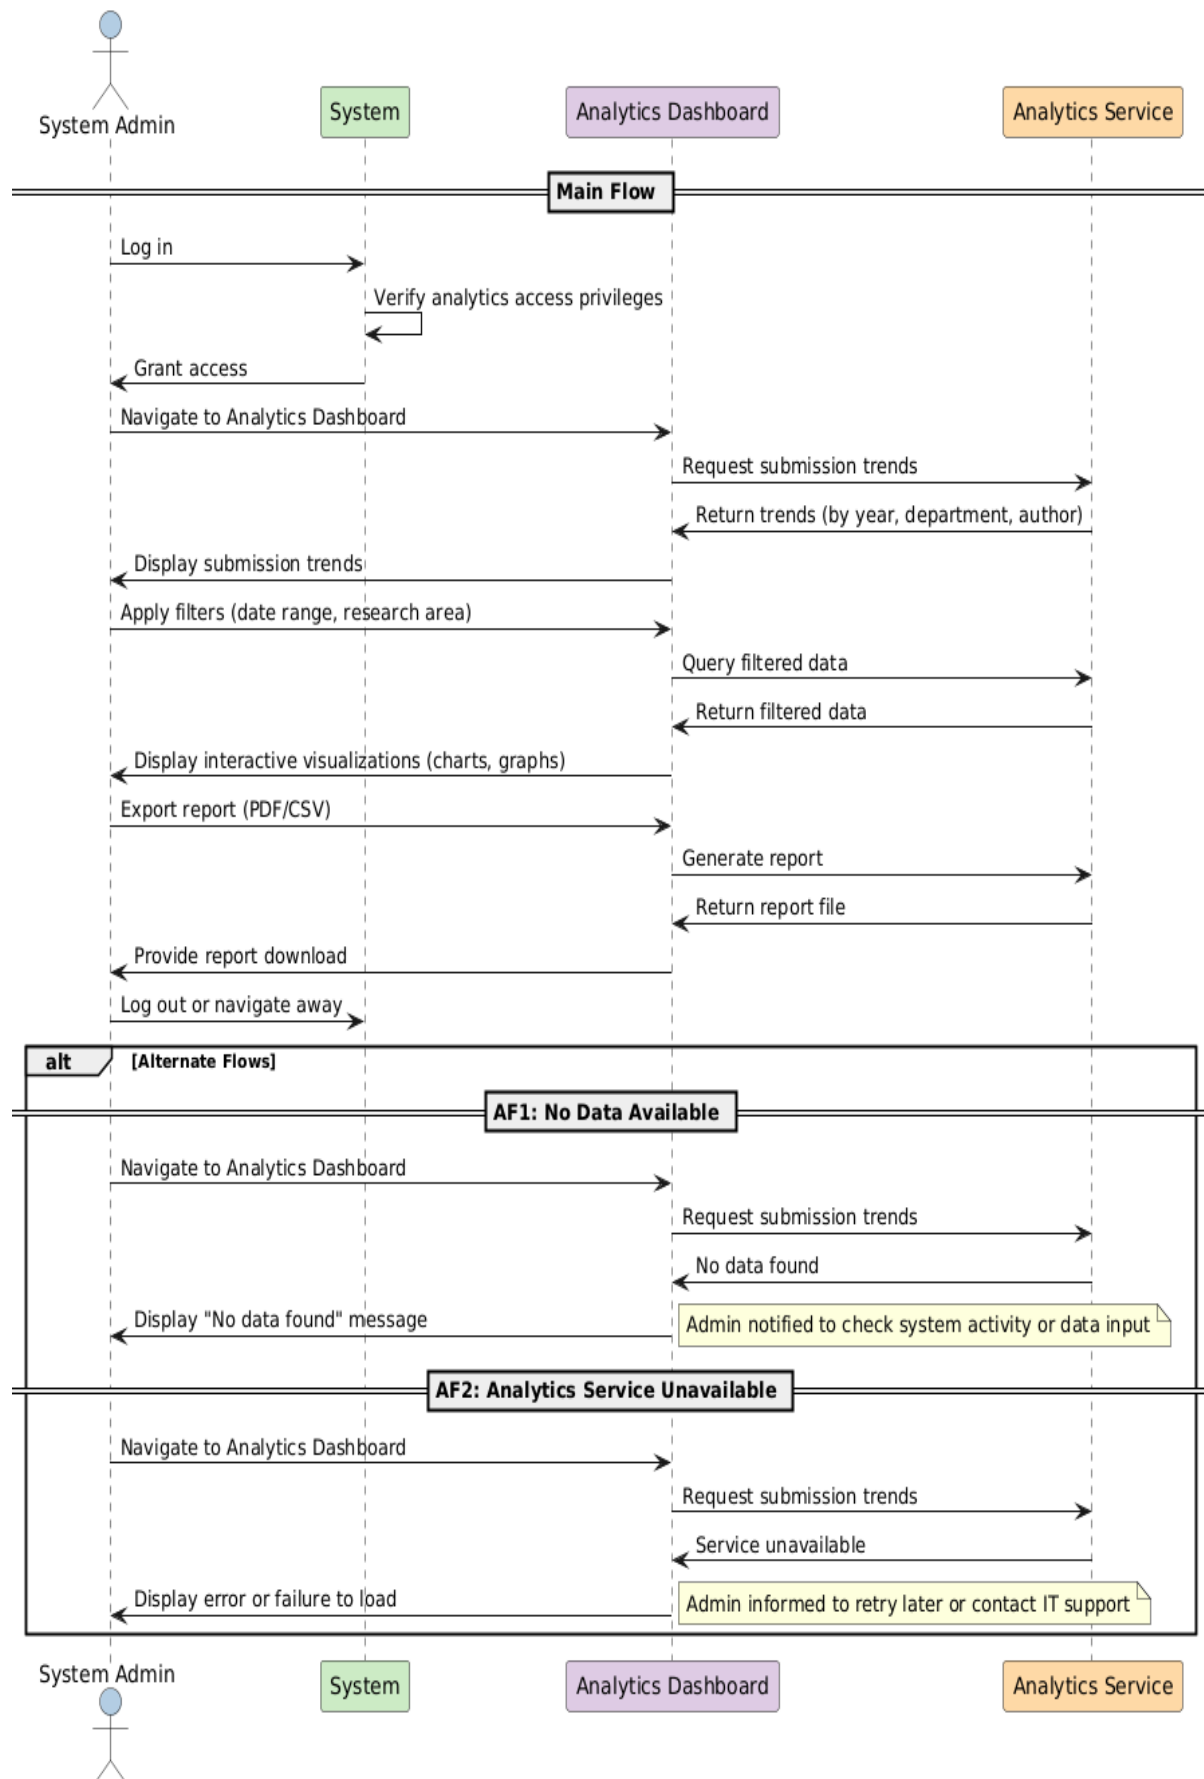 System Admin
System
Analytics Dashboard
Analytics Service
Main Flow
Log in
Verify analytics access privileges
Grant access
Navigate to Analytics Dashboard
Request submission trends
Return trends (by year, department, author)
Display submission trends
Apply filters (date range, research area)
Query filtered data
Return filtered data
Display interactive visualizations (charts, graphs)
Export report (PDF/CSV)
Generate report
Return report file
Provide report download
Log out or navigate away
alt
[Alternate Flows]
AF1: No Data Available
Navigate to Analytics Dashboard
Request submission trends
No data found
Display "No data found" message
Admin notified to check system activity or data input
AF2: Analytics Service Unavailable
Navigate to Analytics Dashboard
Request submission trends
Service unavailable
Display error or failure to load
Admin informed to retry later or contact IT support
System Admin
System
Analytics Dashboard
Analytics Service